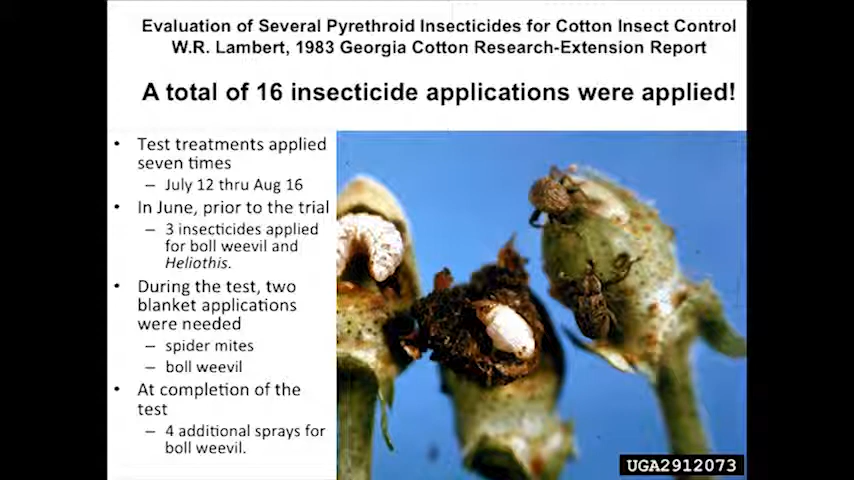 Evaluation of Several Pyrethroid Insecticides for Cotton Insect Control
W.R. Lambert, 1983 Georgia Cotton Research-Extension Report
A total of 16 insecticide applications were applied!
• Test treatments applied
seven times
– July 12 thru Aug 16
• In June, prior to the trial
– 3 insecticides applied
for boll weevil and
Heliothis.
• During the test, two
blanket applications
were needed
– spider mites
– boll weevil
• At completion of the
test
– 4 additional sprays for
boll weevil.
UGA2912073